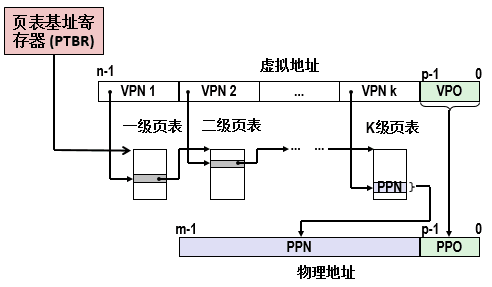 页表基址寄
存器 (PTBR)
虚拟地址
n-1 p-1 0
VPN 1 VPN 2 ... VPN k VPO
一级页表 二级页表 K级页表
... ...
PPN
m-1 p-1 0
PPN PPO
物理地址